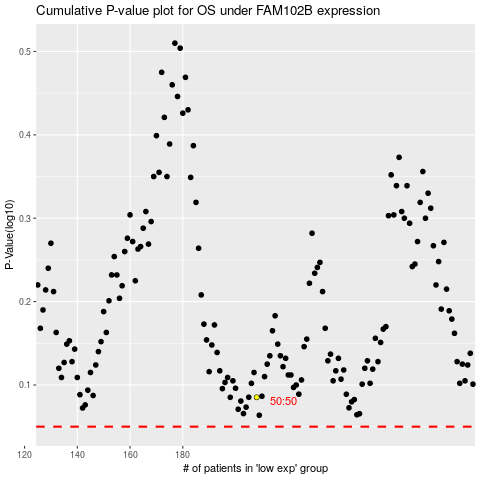 Cumulative P-value plot for OS under FAM102B expression
0.5
0.4
0.3
0.2
0.1
P-Value(log10)
50:50
120 140 160 180
# of patients in 'low exp' group